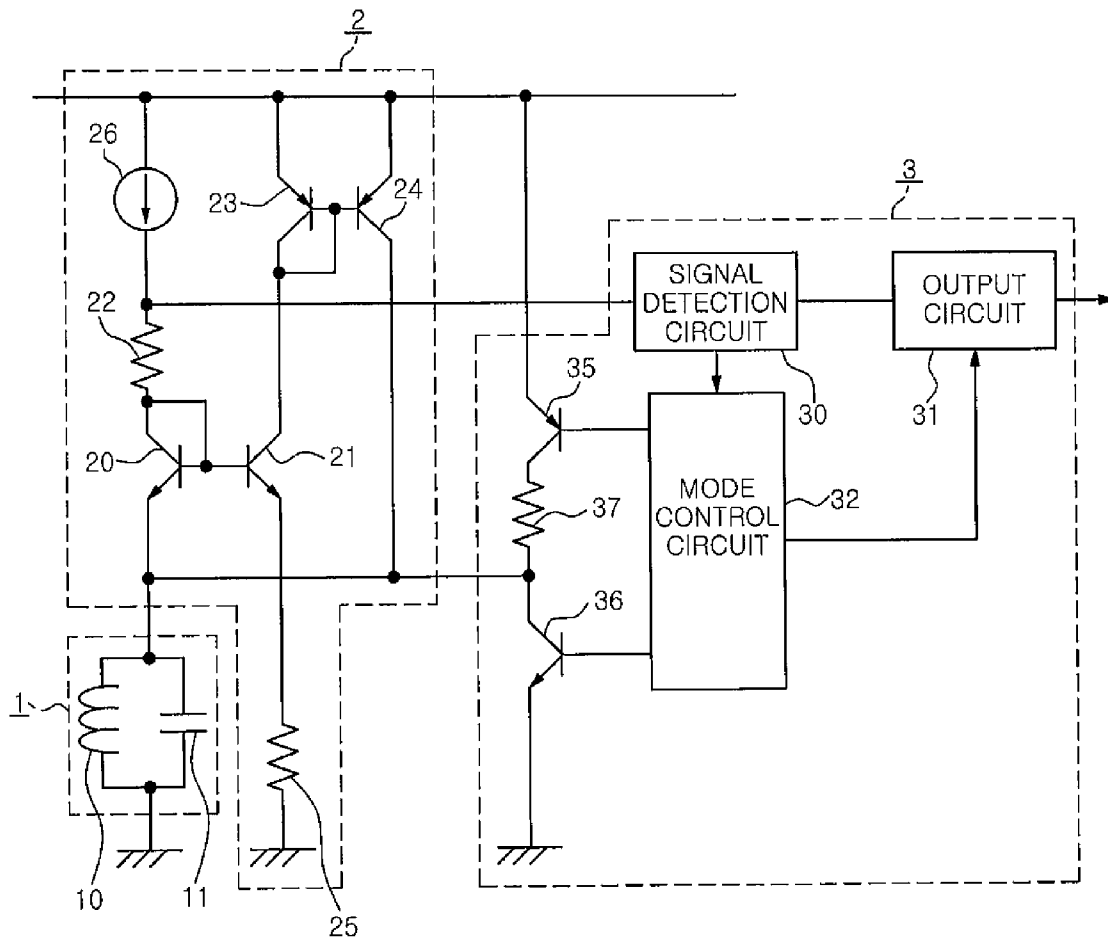 2
26
23
24
3
SIGNAL
DETECTION
CIRCUIT
OUTPUT
CIRCUIT
22
35
30
31
20
21
MODE
CONTROL
CIRCUIT
32
37
36
1
10
11
25